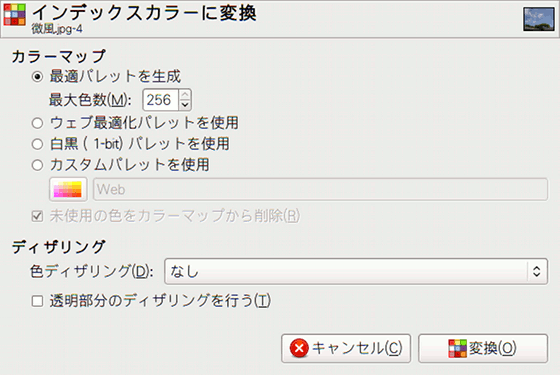 インデックスカラーに変換
微風.jpg-4
カラーマップ
最適パレットを生成
最大色数(M): 256
ウェブ最適化パレットを使用
白黒 ( 1-bit) パレットを使用
カスタムパレットを使用
Web
未使用の色をカラーマップから削除(R)
ディザリング
色ディザリング(D): なし
透明部分のディザリングを行う(T)
キャンセル(C) 変換(O)